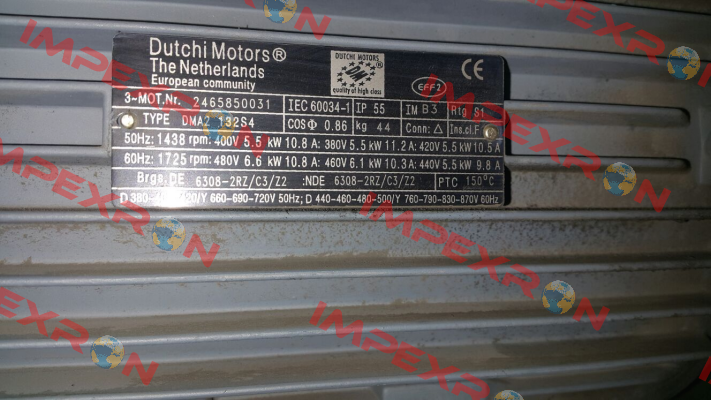 Dutchi Motors®
The Netherlands
European community
DUTCHI MOTORS
DM
quality of high class
EFF2
CE
3-MOT.Nr. 2465850031 IEC 60034-1 IP 55 IM B3 Rtg S1
TYPE DMA2 132S4 COSΦ 0.86 kg 44 Conn: △ Ins.cl.F
50Hz: 1438 rpm: 400V 5.5 kW 10.8 A: 380V 5.5 kW 11.2 A: 420V 5.5 kW 10.5 A
60Hz: 1725 rpm: 480V 6.6 kW 10.8 A: 460V 6.1 kW 10.3 A: 440V 5.5 kW 9.8 A
Brgs.DE 6308-2RZ/C3/Z2 :NDE 6308-2RZ/C3/Z2 PTC 150°C
D 380- 20/Y 660-690-720V 50Hz; D 440-460-480-500/Y 760-790-830-870V 60Hz
IMPEXRON
IMPEXRON
IMPEXRON
IMPEXRON
IMPEXRON